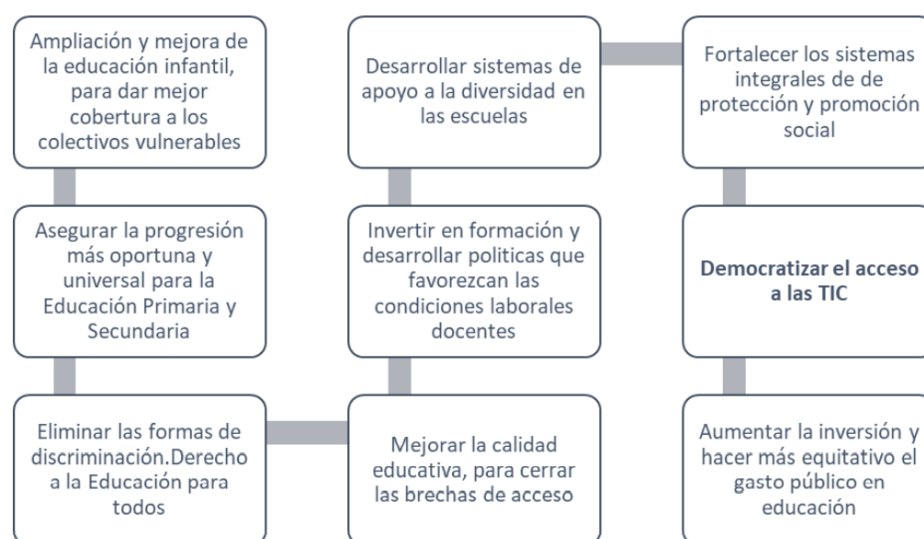 Ampliación y mejora de
la educación infantil,
para dar mejor
cobertura a los
colectivos vulnerables
Asegurar la progresión
más oportuna y
universal para la
Educación Primaria y
Secundaria
Eliminar las formas de
discriminación.Derecho
a la Educación para
todos
Mejorar la calidad
educativa, para cerrar
las brechas de acceso
Invertir en formación y
desarrollar politicas que
favorezcan las
condiciones laborales
docentes
Desarrollar sistemas de
apoyo a la diversidad en
las escuelas
Fortalecer los sistemas
integrales de de
protección y promoción
social
Democratizar el acceso
a las TIC
Aumentar la inversión y
hacer más equitativo el
gasto público en
educación